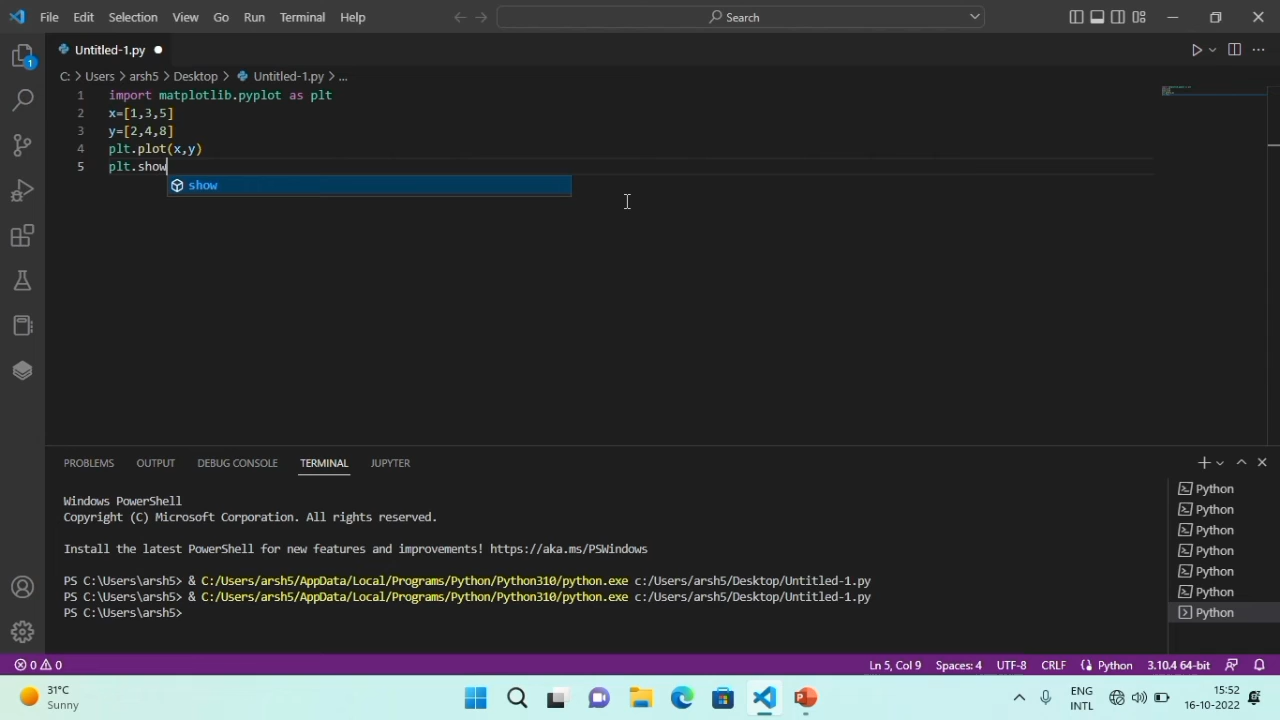 File Edit Selection View Go Run Terminal Help
Search
1
Untitled-1.py
C: > Users > arsh5 > Desktop > Untitled-1.py > ...
1 import matplotlib.pyplot as plt
2 x=[1,3,5]
3 y=[2,4,8]
4 plt.plot(x,y)
5 plt.show
show
PROBLEMS OUTPUT DEBUG CONSOLE TERMINAL JUPYTER
Windows PowerShell
Copyright (C) Microsoft Corporation. All rights reserved.
Install the latest PowerShell for new features and improvements! https://aka.ms/PSWindows
PS C:\Users\arsh5> & C:/Users/arsh5/AppData/Local/Programs/Python/Python310/python.exe c:/Users/arsh5/Desktop/Untitled-1.py
PS C:\Users\arsh5> & C:/Users/arsh5/AppData/Local/Programs/Python/Python310/python.exe c:/Users/arsh5/Desktop/Untitled-1.py
PS C:\Users\arsh5>
Python
Python
Python
Python
Python
Python
Python
0 0 Ln 5, Col 9 Spaces: 4 UTF-8 CRLF Python 3.10.4 64-bit
31°C
Sunny
ENG
INTL
15:52
16-10-2022